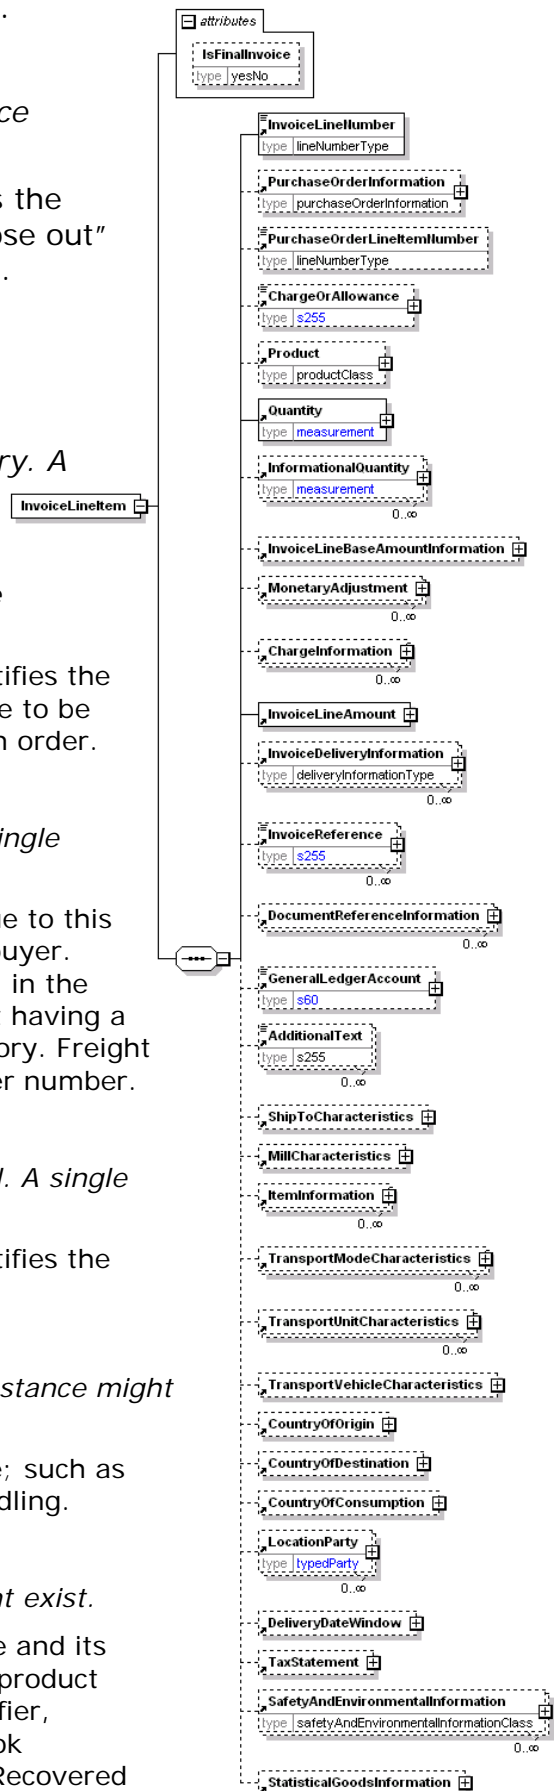 .
ce
s the
ose out”
.
ry. A
e
tifies the
e to be
n order.
ingle
ue to this
buyer.
in the
t having a
ory. Freight
er number.
l. A single
tifies the
stance might
e; such as
dling.
nt exist.
e and its
product
fier,
ok
Recovered
attributes
IsFinalInvoice
type yesNo
InvoiceLineItem
InvoiceLineNumber
type lineNumberType
PurchaseOrderInformation
type purchaseOrderInformation
PurchaseOrderLineItemNumber
type lineNumberType
ChargeOrAllowance
type s255
Product
type productClass
Quantity
type measurement
InformationalQuantity
type measurement
0..∞
InvoiceLineBaseAmountInformation
MonetaryAdjustment
0..∞
ChargeInformation
0..∞
InvoiceLineAmount
InvoiceDeliveryInformation
type deliveryInformationType
0..∞
InvoiceReference
type s255
0..∞
DocumentReferenceInformation
0..∞
GeneralLedgerAccount
type s60
AdditionalText
type s255
0..∞
ShipToCharacteristics
MillCharacteristics
ItemInformation
0..∞
TransportModeCharacteristics
0..∞
TransportUnitCharacteristics
0..∞
TransportVehicleCharacteristics
CountryOfOrigin
CountryOfDestination
CountryOfConsumption
LocationParty
type typedParty
0..∞
DeliveryDateWindow
TaxStatement
SafetyAndEnvironmentalInformation
type safetyAndEnvironmentalInformationClass
0..∞
StatisticalGoodsInformation